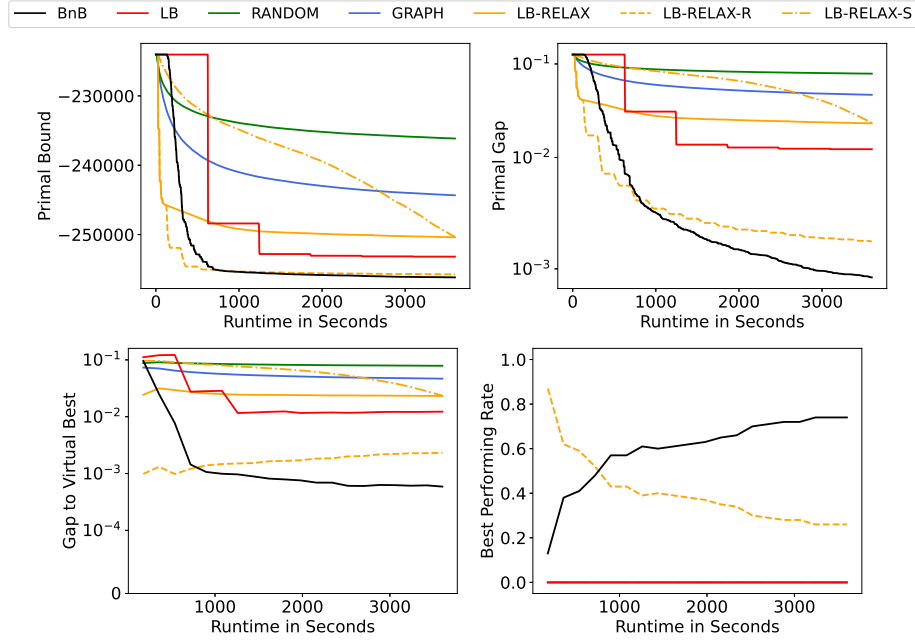 BnB LB RANDOM GRAPH LB-RELAX LB-RELAX-R LB-RELAX-S
Primal Bound
−230000
−240000
−250000
0 1000 2000 3000
Runtime in Seconds
Primal Gap
10⁻¹
10⁻²
10⁻³
0 1000 2000 3000
Runtime in Seconds
Gap to Virtual Best
10⁻¹
10⁻²
10⁻³
10⁻⁴
0
1000 2000 3000
Runtime in Seconds
Best Performing Rate
1.0
0.8
0.6
0.4
0.2
0.0
1000 2000 3000
Runtime in Seconds